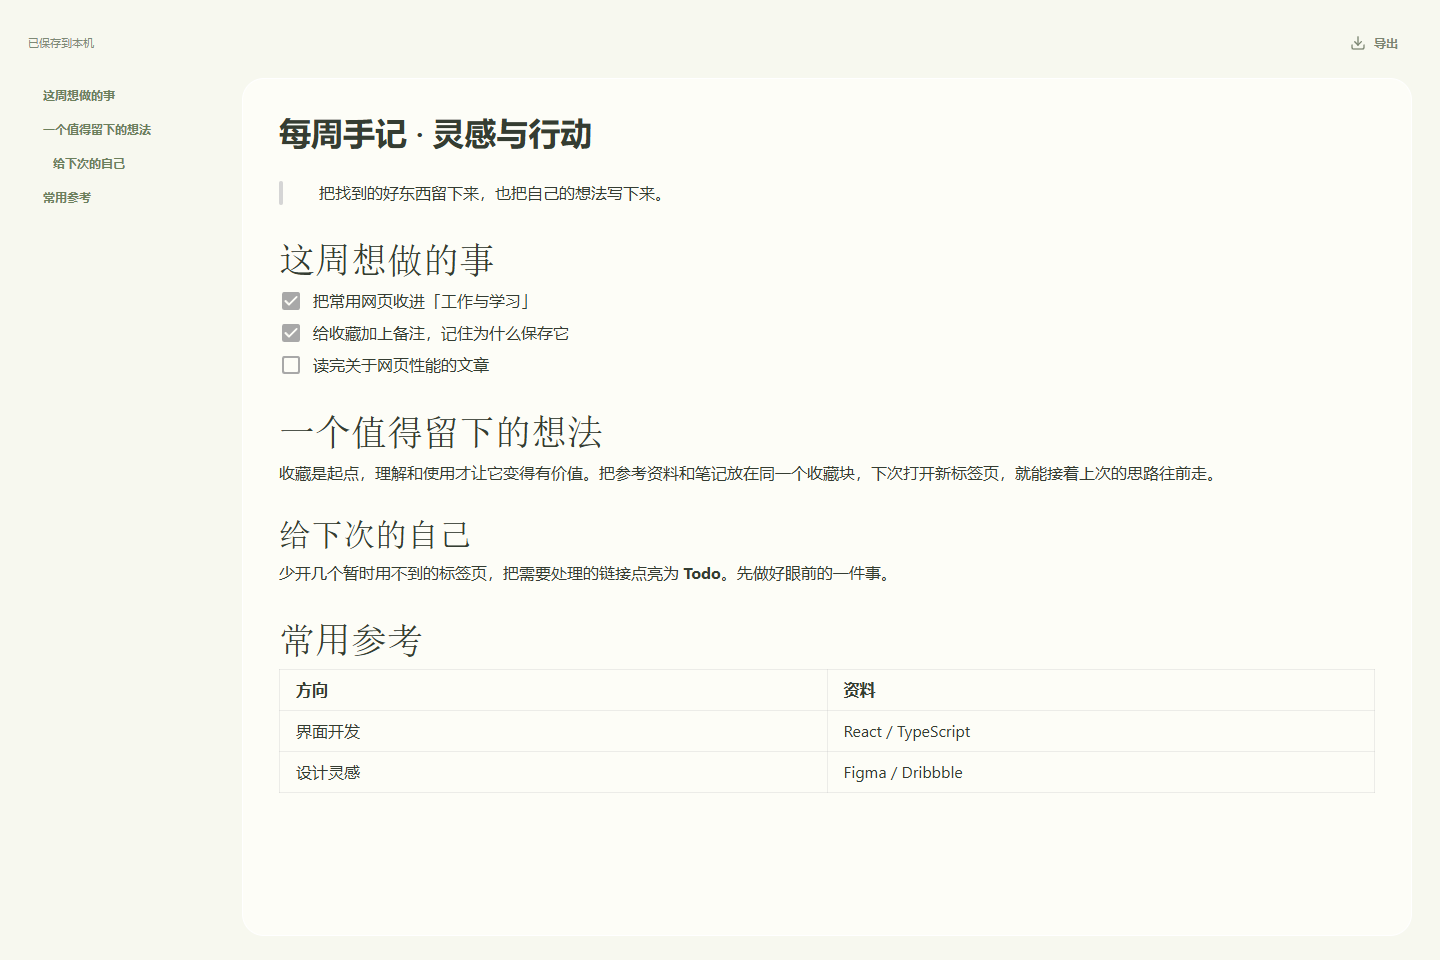 已保存到本机
导出
这周想做的事
一个值得留下的想法
给下次的自己
常用参考
每周手记 · 灵感与行动
把找到的好东西留下来，也把自己的想法写下来。
这周想做的事
把常用网页收进「工作与学习」
给收藏加上备注，记住为什么保存它
读完关于网页性能的文章
一个值得留下的想法
收藏是起点，理解和使用才让它变得有价值。把参考资料和笔记放在同一个收藏块，下次打开新标签页，就能接着上次的思路往前走。
给下次的自己
少开几个暂时用不到的标签页，把需要处理的链接点亮为 Todo。先做好眼前的一件事。
常用参考
方向 资料
界面开发 React / TypeScript
设计灵感 Figma / Dribbble